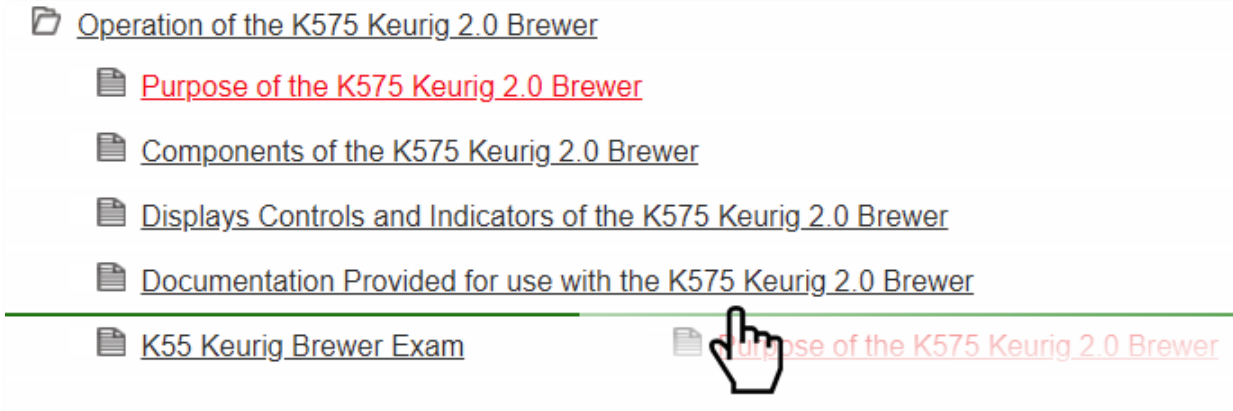 Operation of the K575 Keurig 2.0 Brewer
Purpose of the K575 Keurig 2.0 Brewer
Components of the K575 Keurig 2.0 Brewer
Displays Controls and Indicators of the K575 Keurig 2.0 Brewer
Documentation Provided for use with the K575 Keurig 2.0 Brewer
K55 Keurig Brewer Exam Purpose of the K575 Keurig 2.0 Brewer